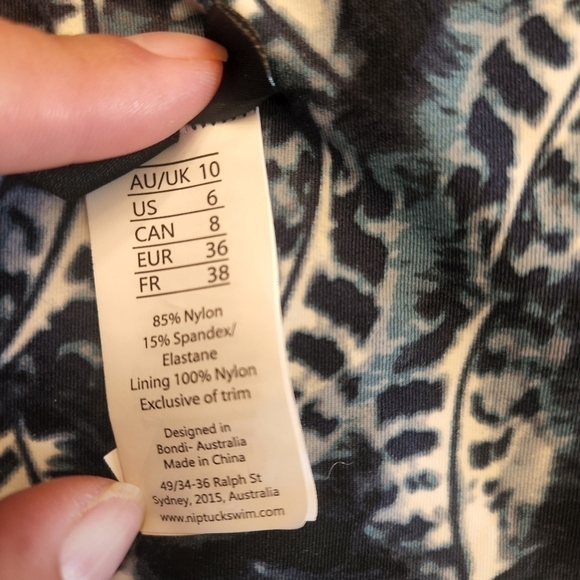 AU/UK 10
US 6
CAN 8
EUR 36
FR 38
85% Nylon
15% Spandex/
Elastane
Lining 100% Nylon
Exclusive of trim
Designed in
Bondi- Australia
Made in China
49/34-36 Ralph St
Sydney, 2015, Australia
www.niptuckswim.com